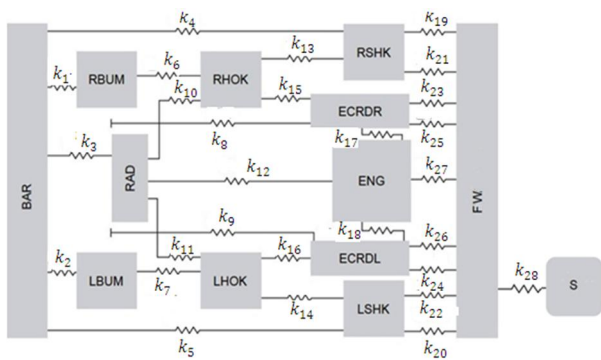 k4
k19
k13
RSHK
k1
RBUM
k6
RHOK
k21
k10
k15
k23
ECRDR
k8
k25
k3
k17
RAD
k12
ENG
k27
BAR
FW
k9
k18
k26
k11
k16
ECRDL
k2
LBUM
k7
LHOK
k24
k28
S
k14
LSHK
k22
k5
k20